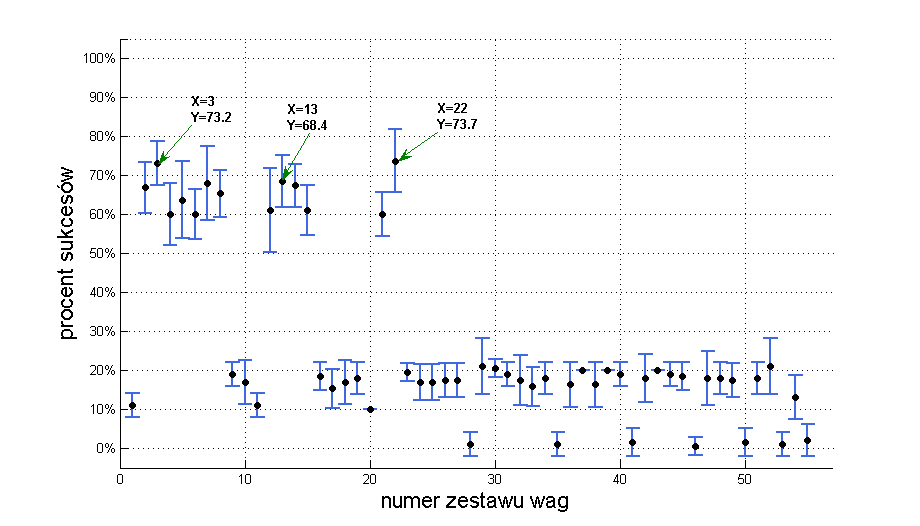 X=3
Y=73.2
X=13
Y=68.4
X=22
Y=73.7
100%
90%
80%
70%
60%
50%
40%
30%
20%
10%
0%
procent sukcesów
0
10
20
30
40
50
numer zestawu wag